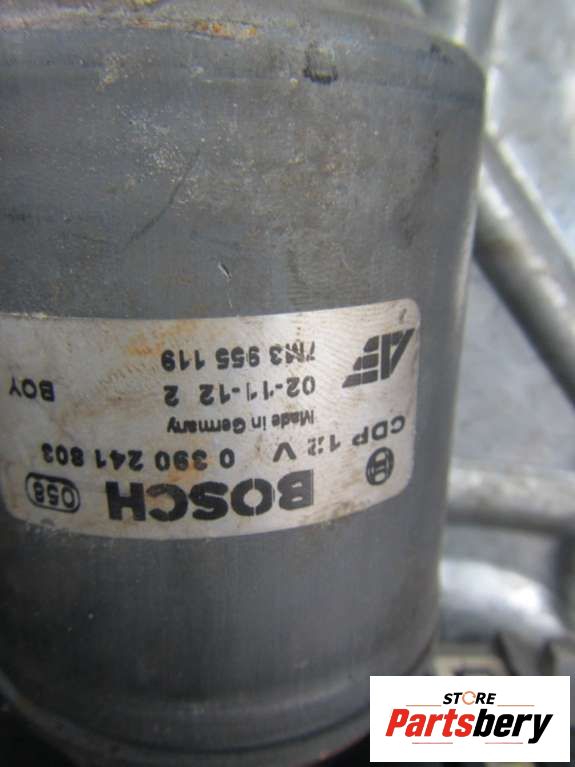 BOSCH 058
CDP 12 V 0 390 241 803
Made in Germany
02-11-12 2 BOY
7M3 955 119
STORE
Partsbery